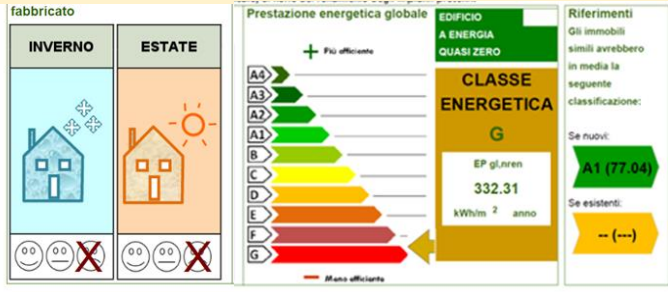 fabbricato
INVERNO
ESTATE
Prestazione energetica globale
Più efficiente
A4
A3
A2
A1
B
C
D
E
F
G
Meno efficiente
EDIFICIO
A ENERGIA
QUASI ZERO
CLASSE
ENERGETICA
G
EP gl,nren
332.31
kWh/m 2 anno
Riferimenti
Gli immobili
simili avrebbero
in media la
seguente
classificazione:
Se nuovi:
A1 (77.04)
Se esistenti:
-- (---)